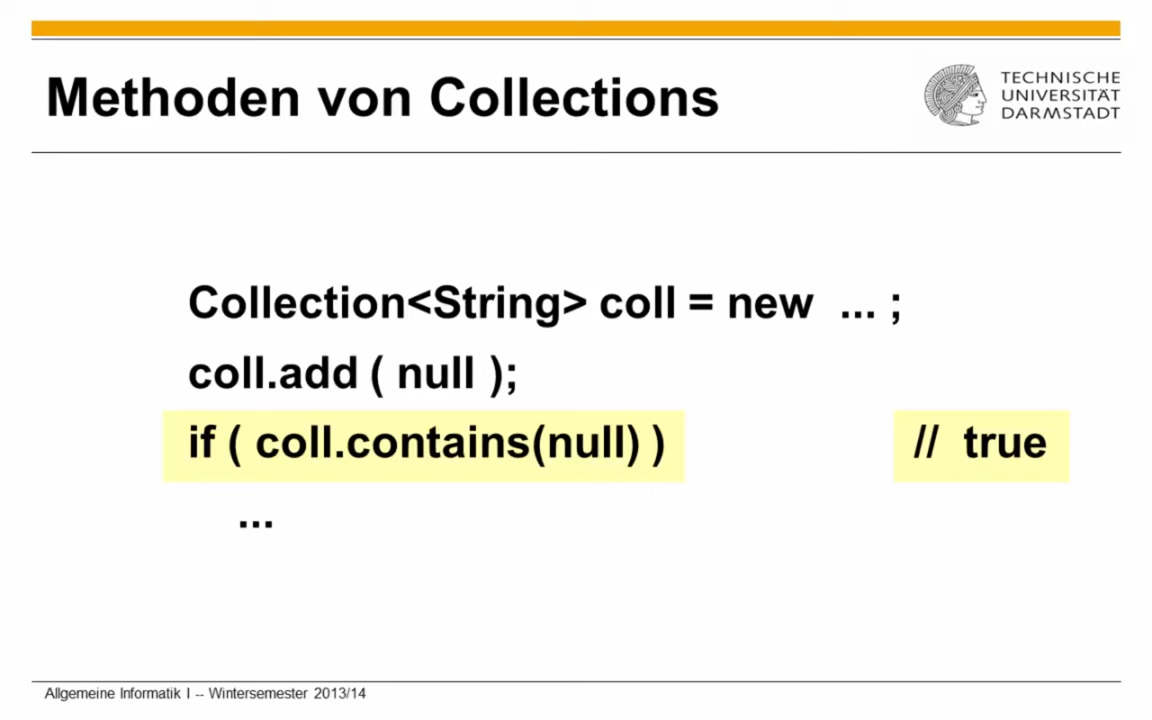 Methoden von Collections
TECHNISCHE
UNIVERSITÄT
DARMSTADT
Collection<String> coll = new ... ;
coll.add ( null );
if ( coll.contains(null) ) // true
...
Allgemeine Informatik I -- Wintersemester 2013/14